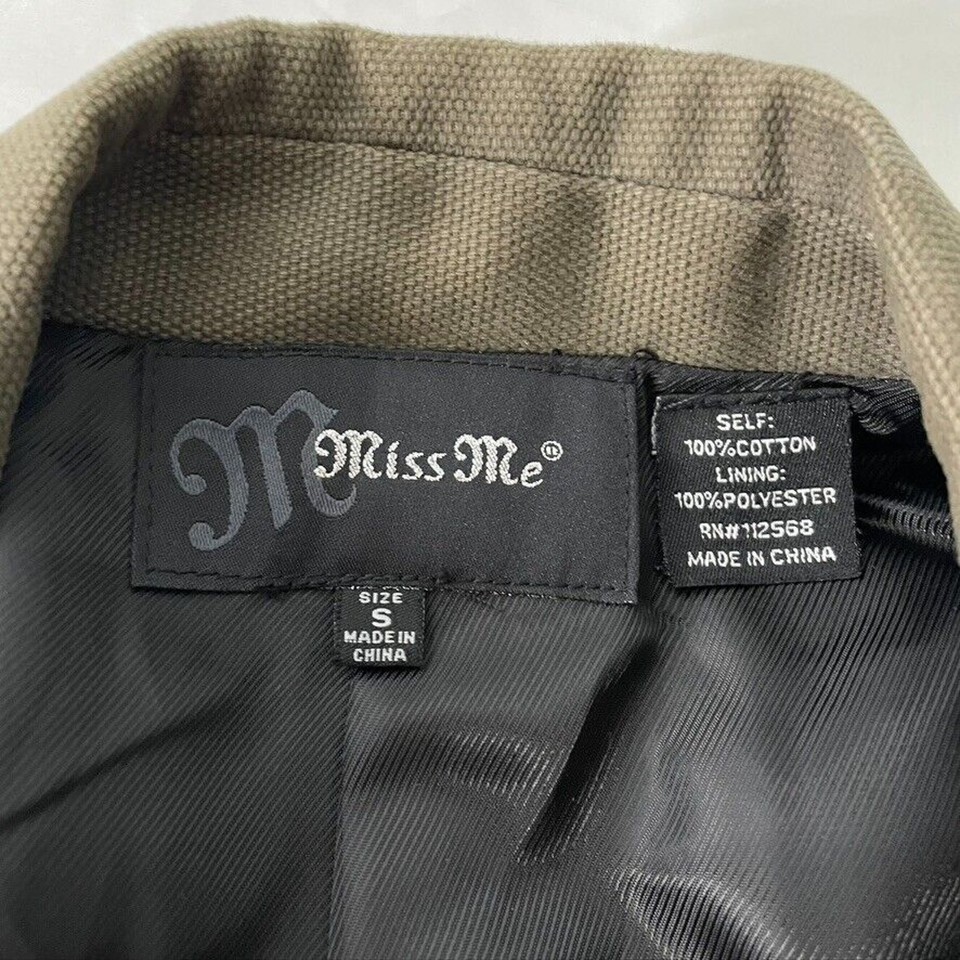 M Miss Me®
SIZE
S
MADE IN
CHINA
SELF:
100%COTTON
LINING:
100%POLYESTER
RN#112568
MADE IN CHINA